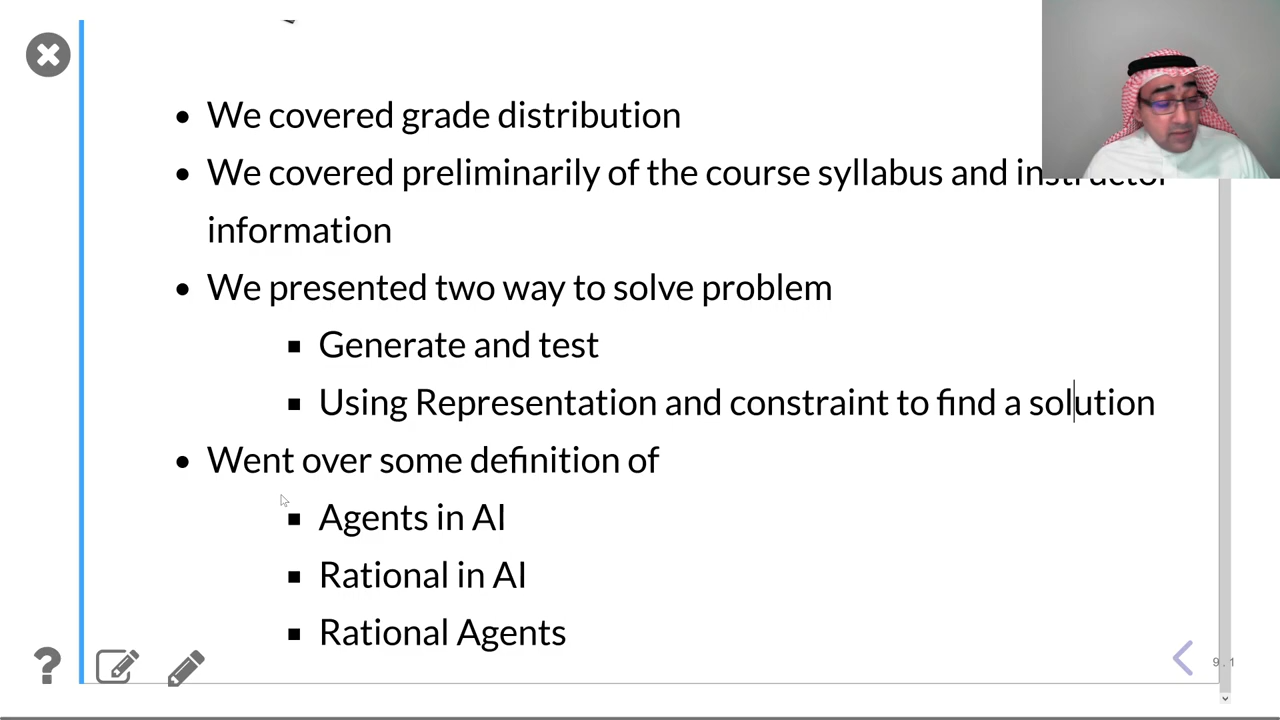 We covered grade distribution
We covered preliminarily of the course syllabus and instructor
information
We presented two way to solve problem
Generate and test
Using Representation and constraint to find a solution
Went over some definition of
Agents in AI
Rational in AI
Rational Agents
?